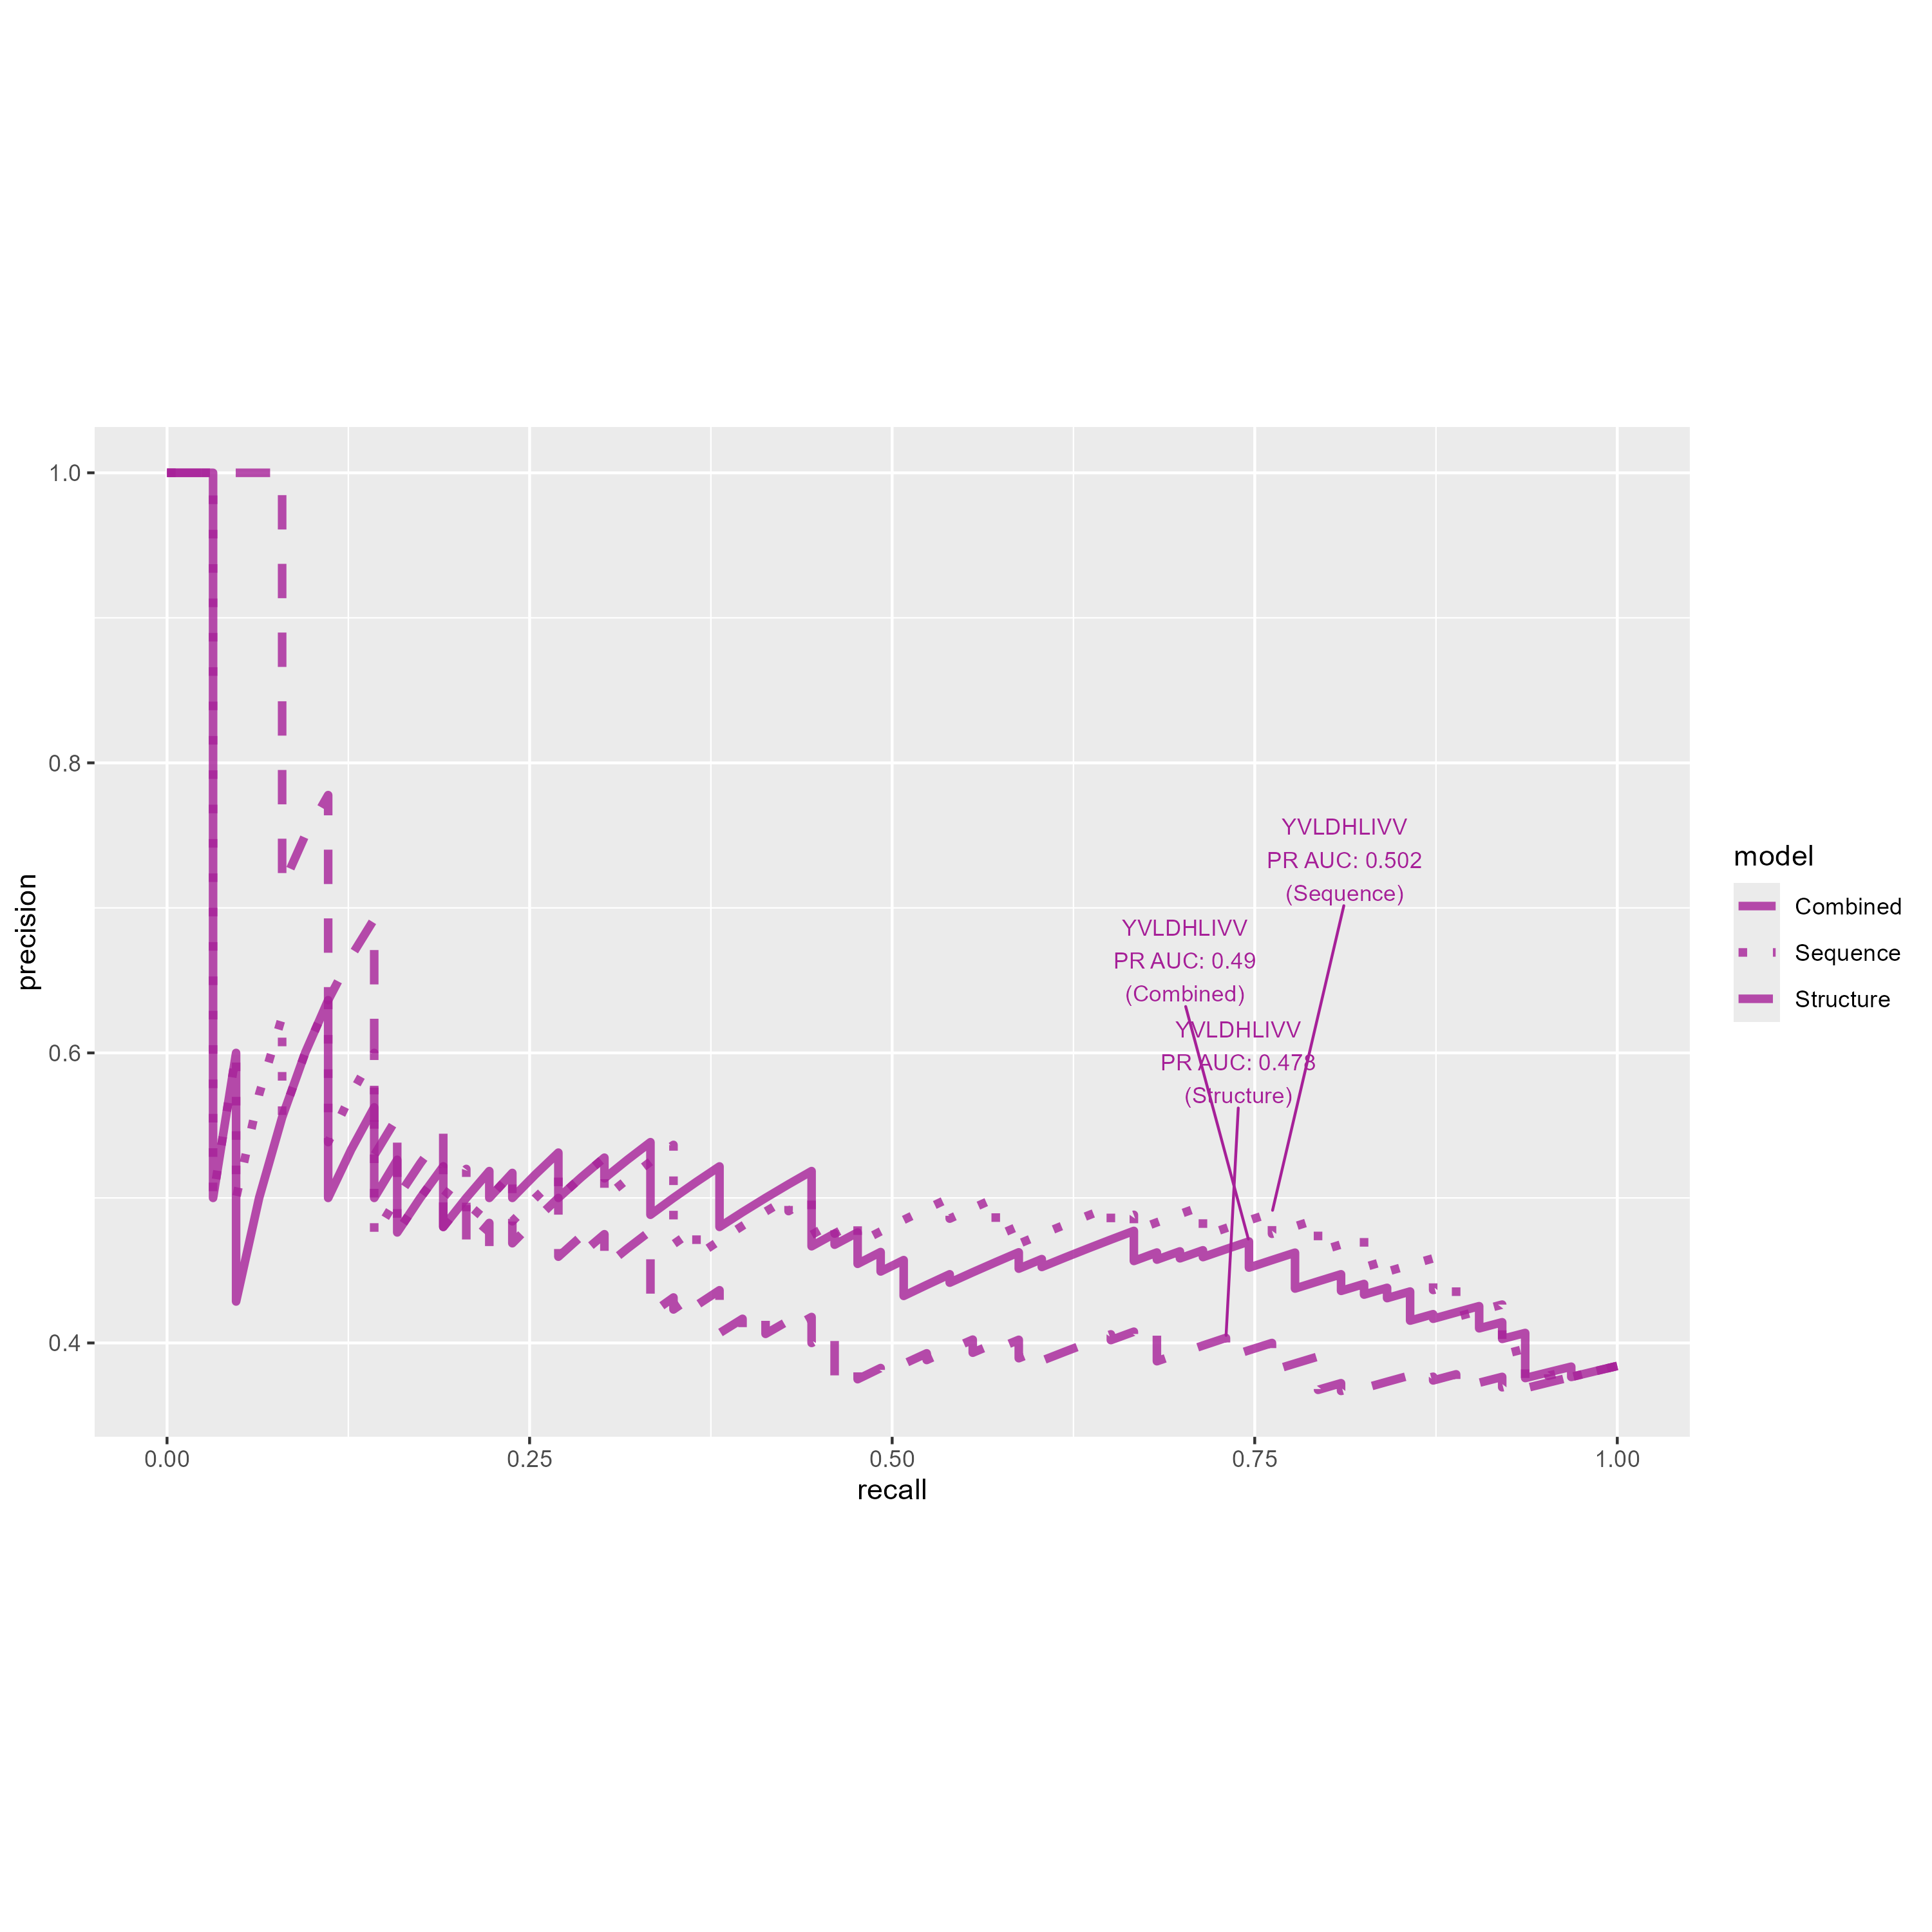 precision
1.0
0.8
0.6
0.4
YVLDHLIVV
PR AUC: 0.502
(Sequence)
YVLDHLIVV
PR AUC: 0.49
(Combined)
YVLDHLIVV
PR AUC: 0.478
(Structure)
0.00
0.25
0.50
0.75
1.00
recall
model
Combined
Sequence
Structure